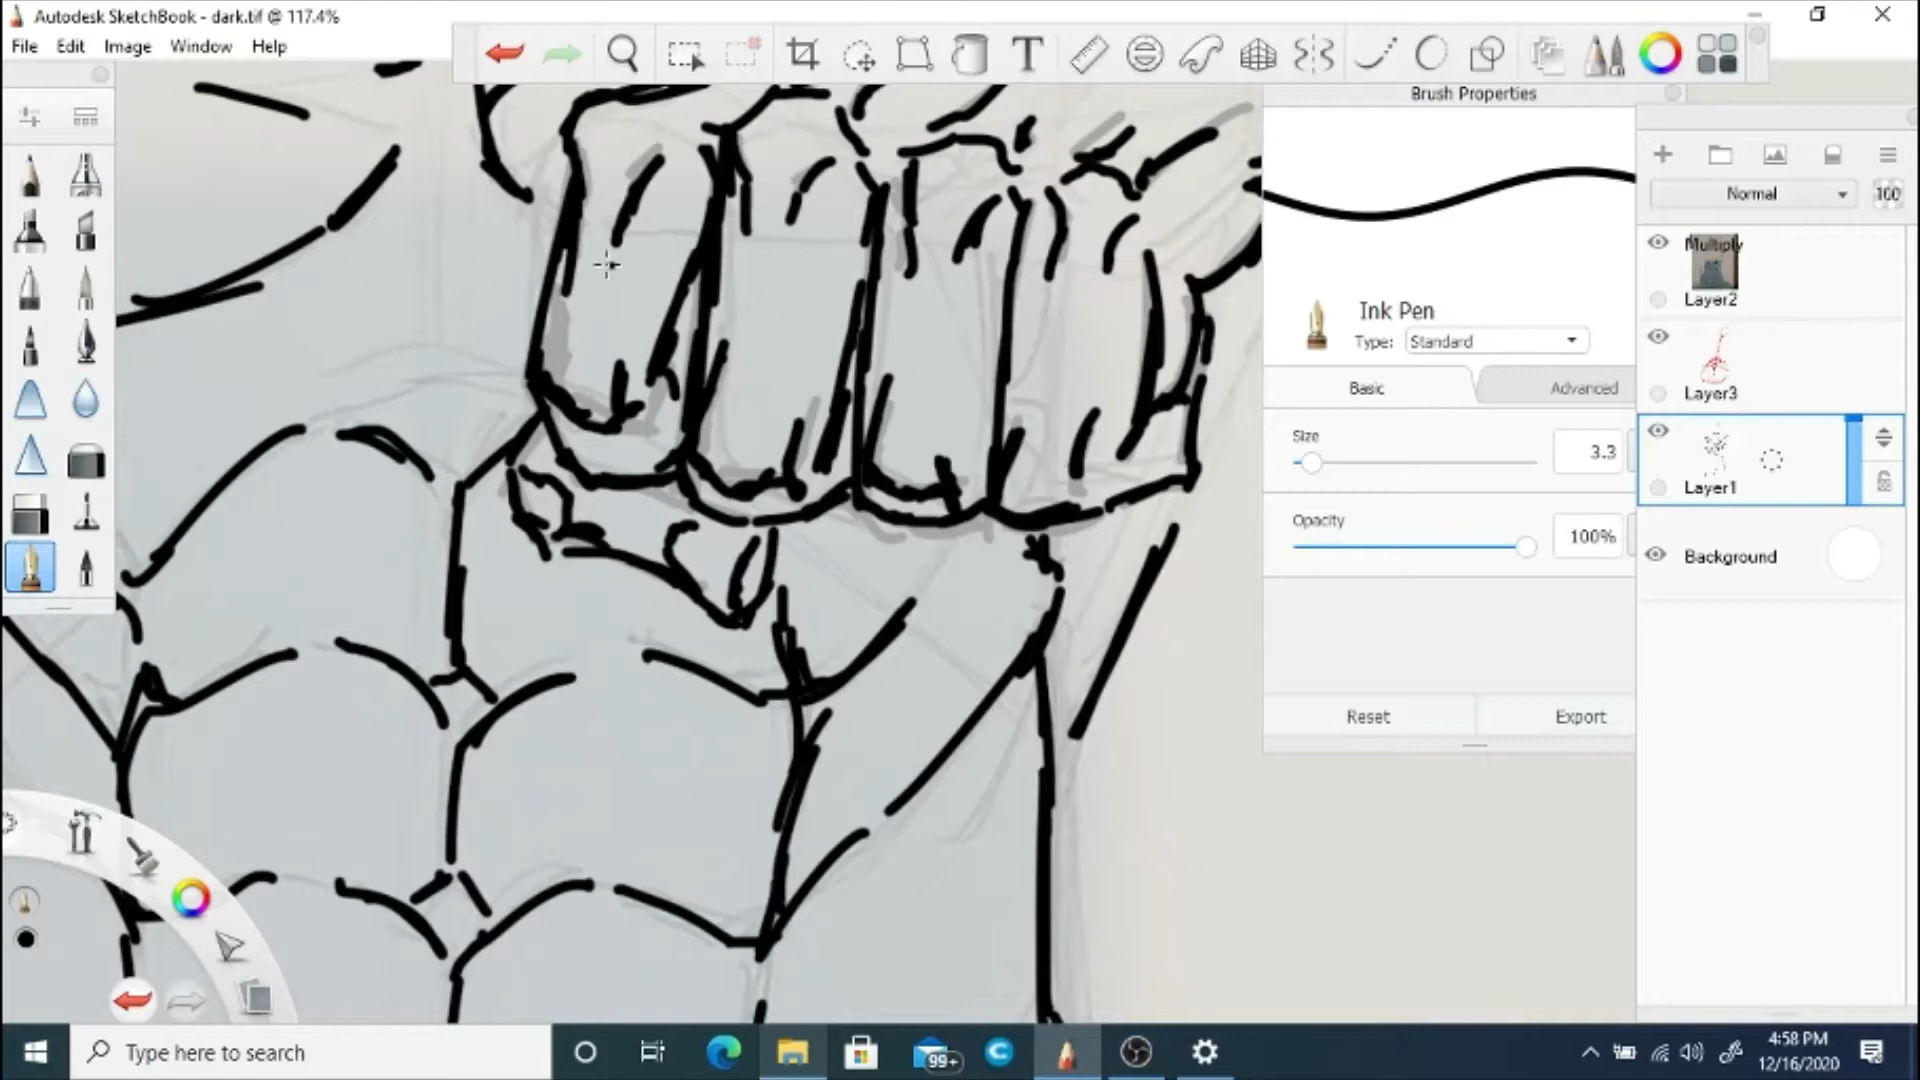 Autodesk SketchBook - dark.tif @ 117.4%
File Edit Image Window Help
T
Brush Properties
Ink Pen
Type: Standard
Basic Advanced
Size
3.3
Opacity
100%
Reset Export
Normal 100
Multiply
Layer2
Layer3
Layer1
Background
Type here to search
99+
4:58 PM
12/16/2020